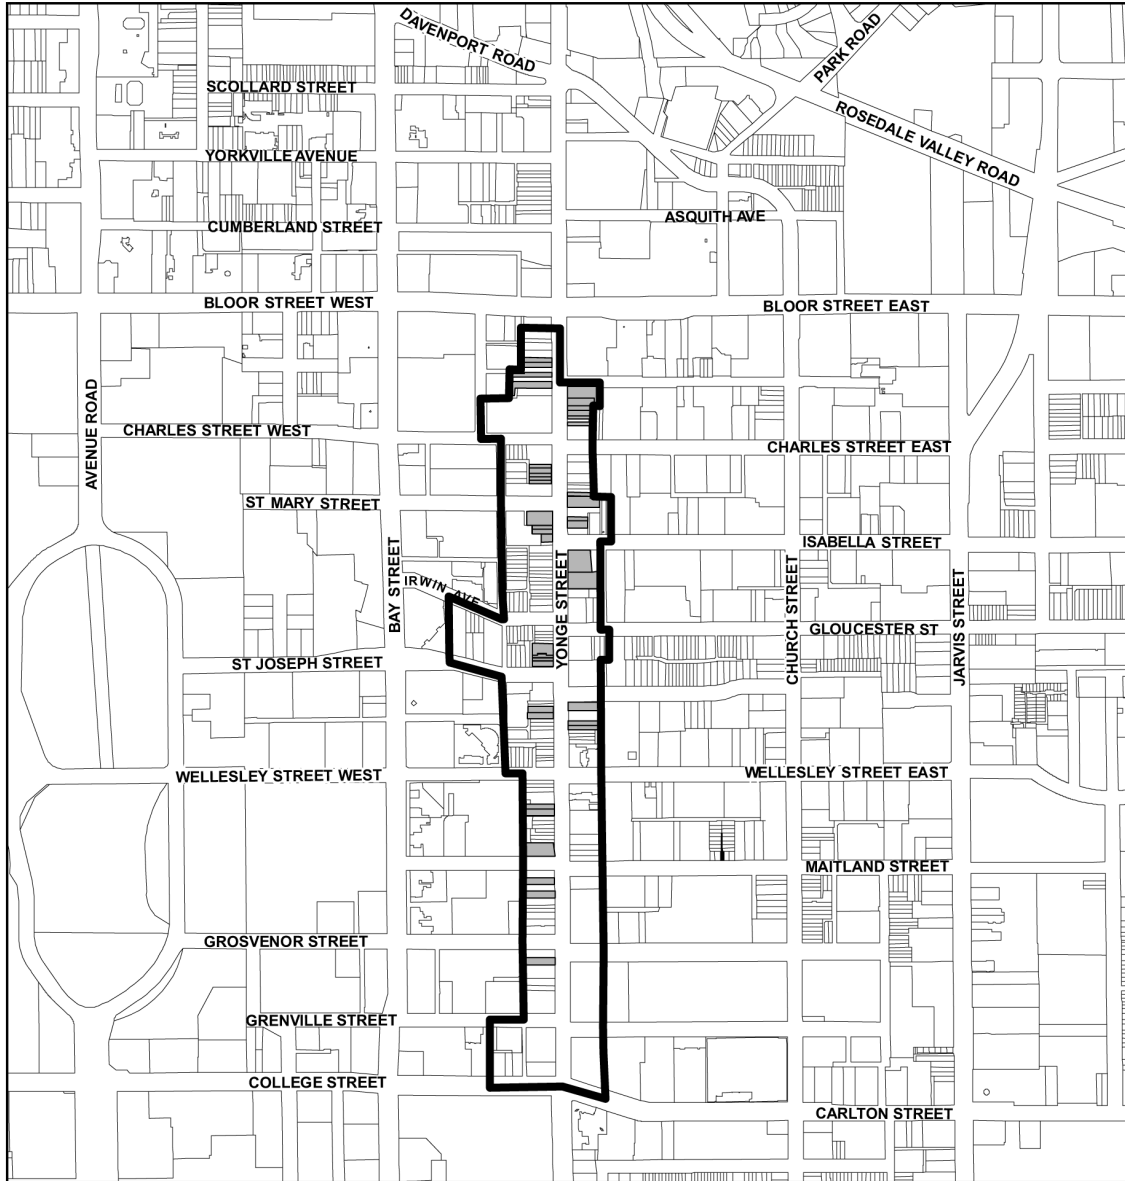 DAVENPORT ROAD
PARK ROAD
SCOLLARD STREET
ROSEDALE VALLEY ROAD
YORKVILLE AVENUE
ASQUITH AVE
CUMBERLAND STREET
BLOOR STREET WEST
BLOOR STREET EAST
AVENUE ROAD
CHARLES STREET WEST
CHARLES STREET EAST
ST MARY STREET
ISABELLA STREET
BAY STREET
IRWIN AVE
YONGE STREET
CHURCH STREET
JARVIS STREET
GLOUCESTER ST
ST JOSEPH STREET
WELLESLEY STREET WEST
WELLESLEY STREET EAST
MAITLAND STREET
GROSVENOR STREET
GRENVILLE STREET
COLLEGE STREET
CARLTON STREET